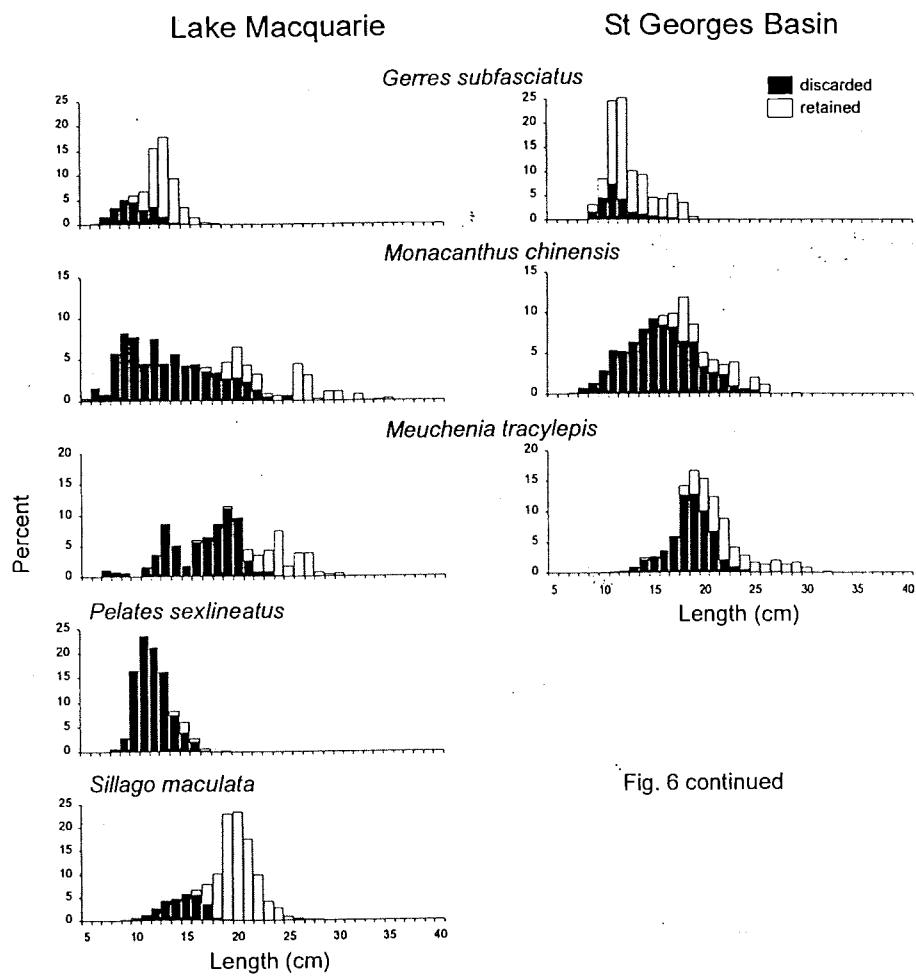 Lake Macquarie
St Georges Basin
Gerres subfasciatus
discarded
retained
25
20
15
10
5
0
25
20
15
10
5
0
Monacanthus chinensis
15
10
5
0
15
10
5
0
Meuchenia tracylepis
20
15
10
5
0
20
15
10
5
0
5 10 15 20 25 30 35 40
Length (cm)
Percent
Pelates sexlineatus
25
20
15
10
5
0
Sillago maculata
25
20
15
10
5
0
5 10 15 20 25 30 35 40
Length (cm)
Fig. 6 continued